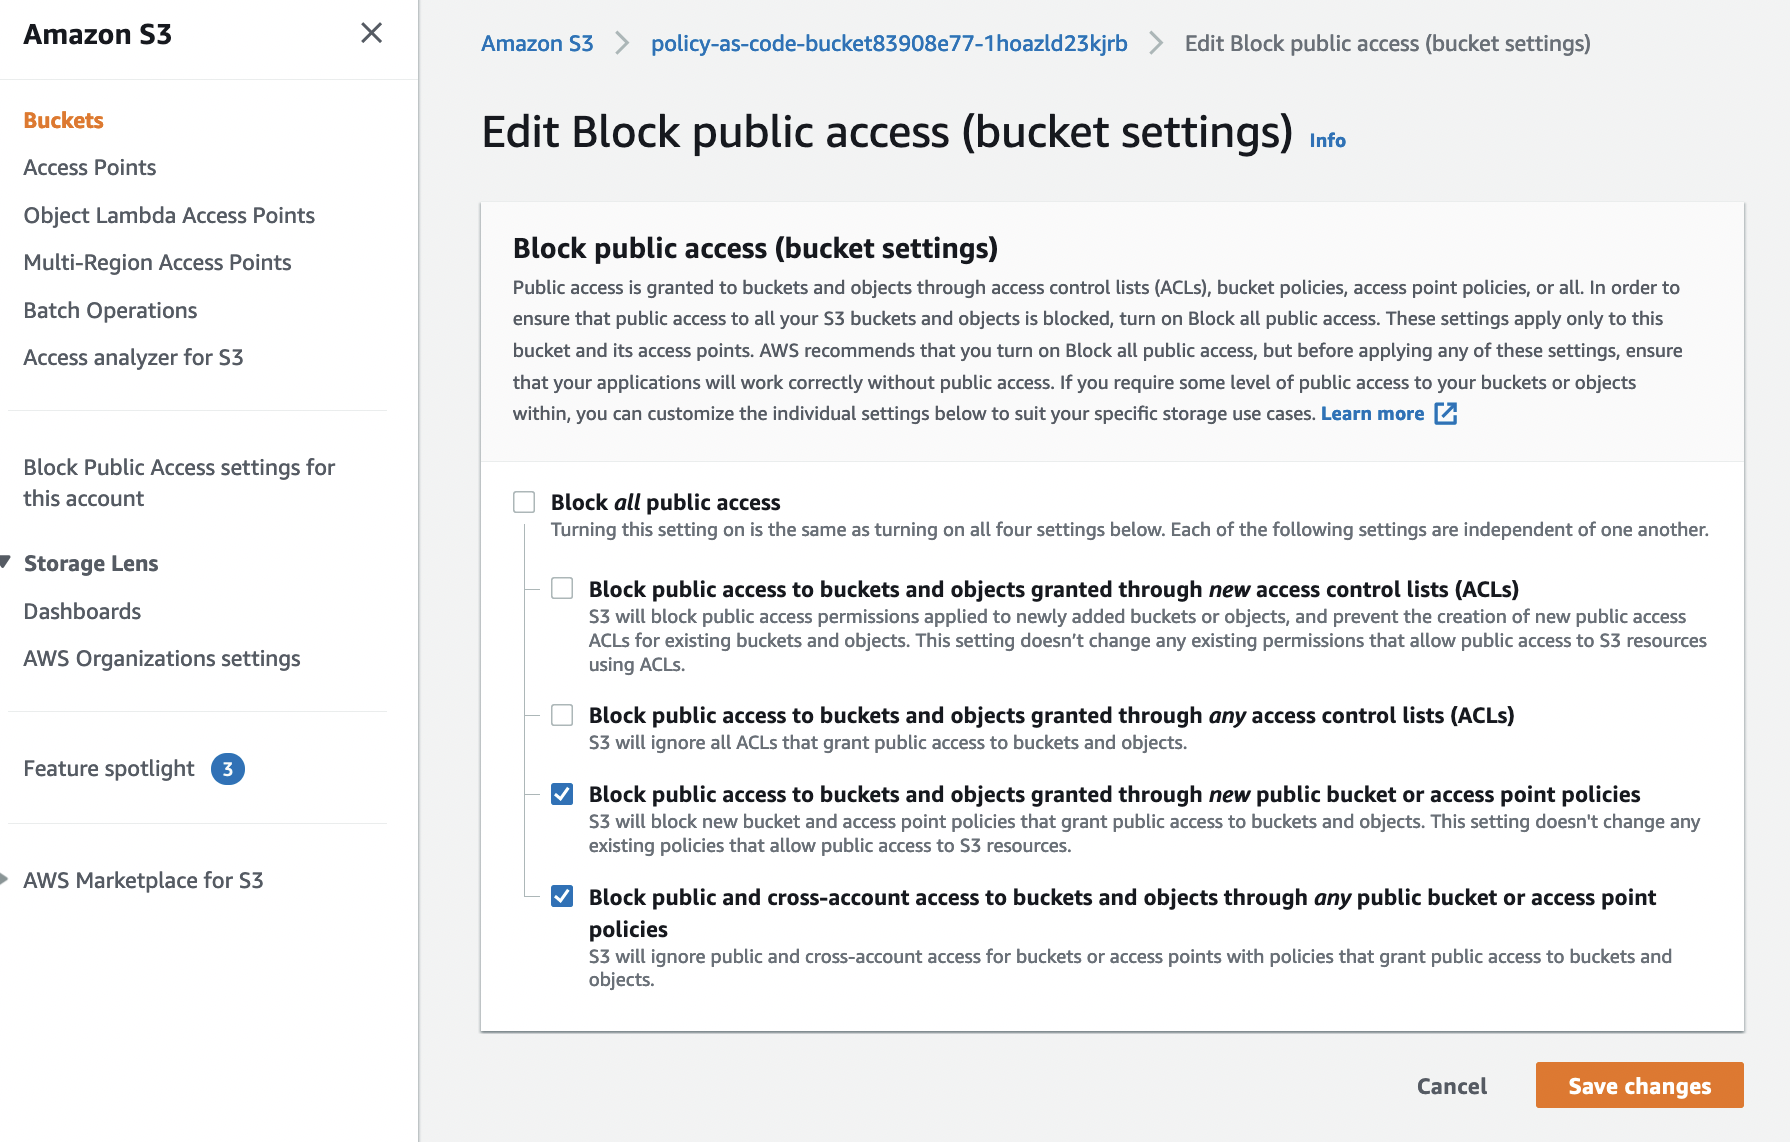 Amazon S3
Buckets
Access Points
Object Lambda Access Points
Multi-Region Access Points
Batch Operations
Access analyzer for S3
Block Public Access settings for
this account
Storage Lens
Dashboards
AWS Organizations settings
Feature spotlight 3
AWS Marketplace for S3
Amazon S3 > policy-as-code-bucket83908e77-1hoazld23kjrb > Edit Block public access (bucket settings)
Edit Block public access (bucket settings) Info
Block public access (bucket settings)
Public access is granted to buckets and objects through access control lists (ACLs), bucket policies, access point policies, or all. In order to
ensure that public access to all your S3 buckets and objects is blocked, turn on Block all public access. These settings apply only to this
bucket and its access points. AWS recommends that you turn on Block all public access, but before applying any of these settings, ensure
that your applications will work correctly without public access. If you require some level of public access to your buckets or objects
within, you can customize the individual settings below to suit your specific storage use cases. Learn more
Block all public access
Turning this setting on is the same as turning on all four settings below. Each of the following settings are independent of one another.
Block public access to buckets and objects granted through new access control lists (ACLs)
S3 will block public access permissions applied to newly added buckets or objects, and prevent the creation of new public access
ACLs for existing buckets and objects. This setting doesn’t change any existing permissions that allow public access to S3 resources
using ACLs.
Block public access to buckets and objects granted through any access control lists (ACLs)
S3 will ignore all ACLs that grant public access to buckets and objects.
Block public access to buckets and objects granted through new public bucket or access point policies
S3 will block new bucket and access point policies that grant public access to buckets and objects. This setting doesn't change any
existing policies that allow public access to S3 resources.
Block public and cross-account access to buckets and objects through any public bucket or access point
policies
S3 will ignore public and cross-account access for buckets or access points with policies that grant public access to buckets and
objects.
Cancel
Save changes